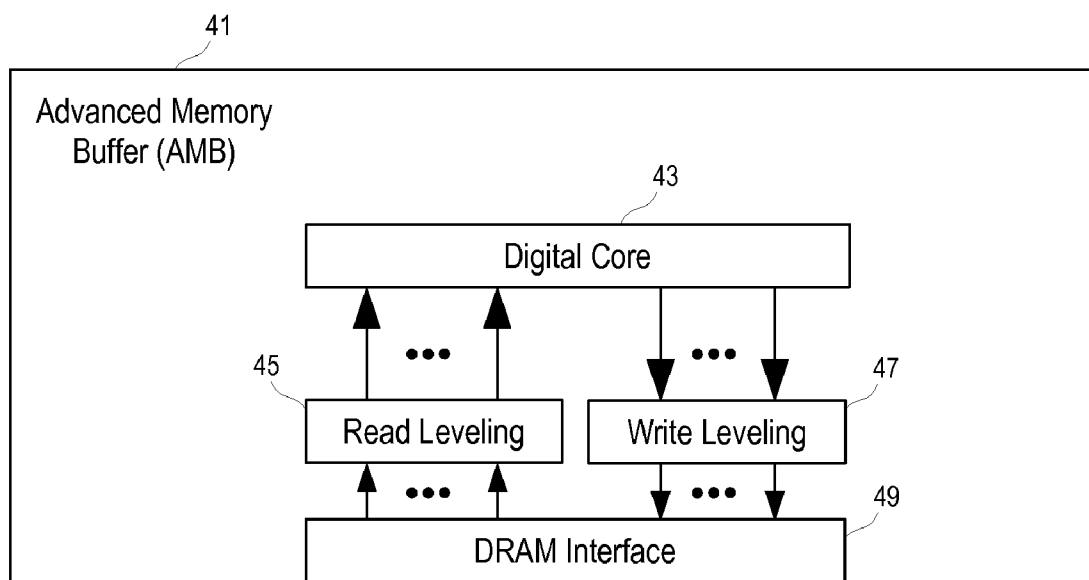 41
Advanced Memory
Buffer (AMB)
43
Digital Core
45
47
Read Leveling
Write Leveling
49
DRAM Interface